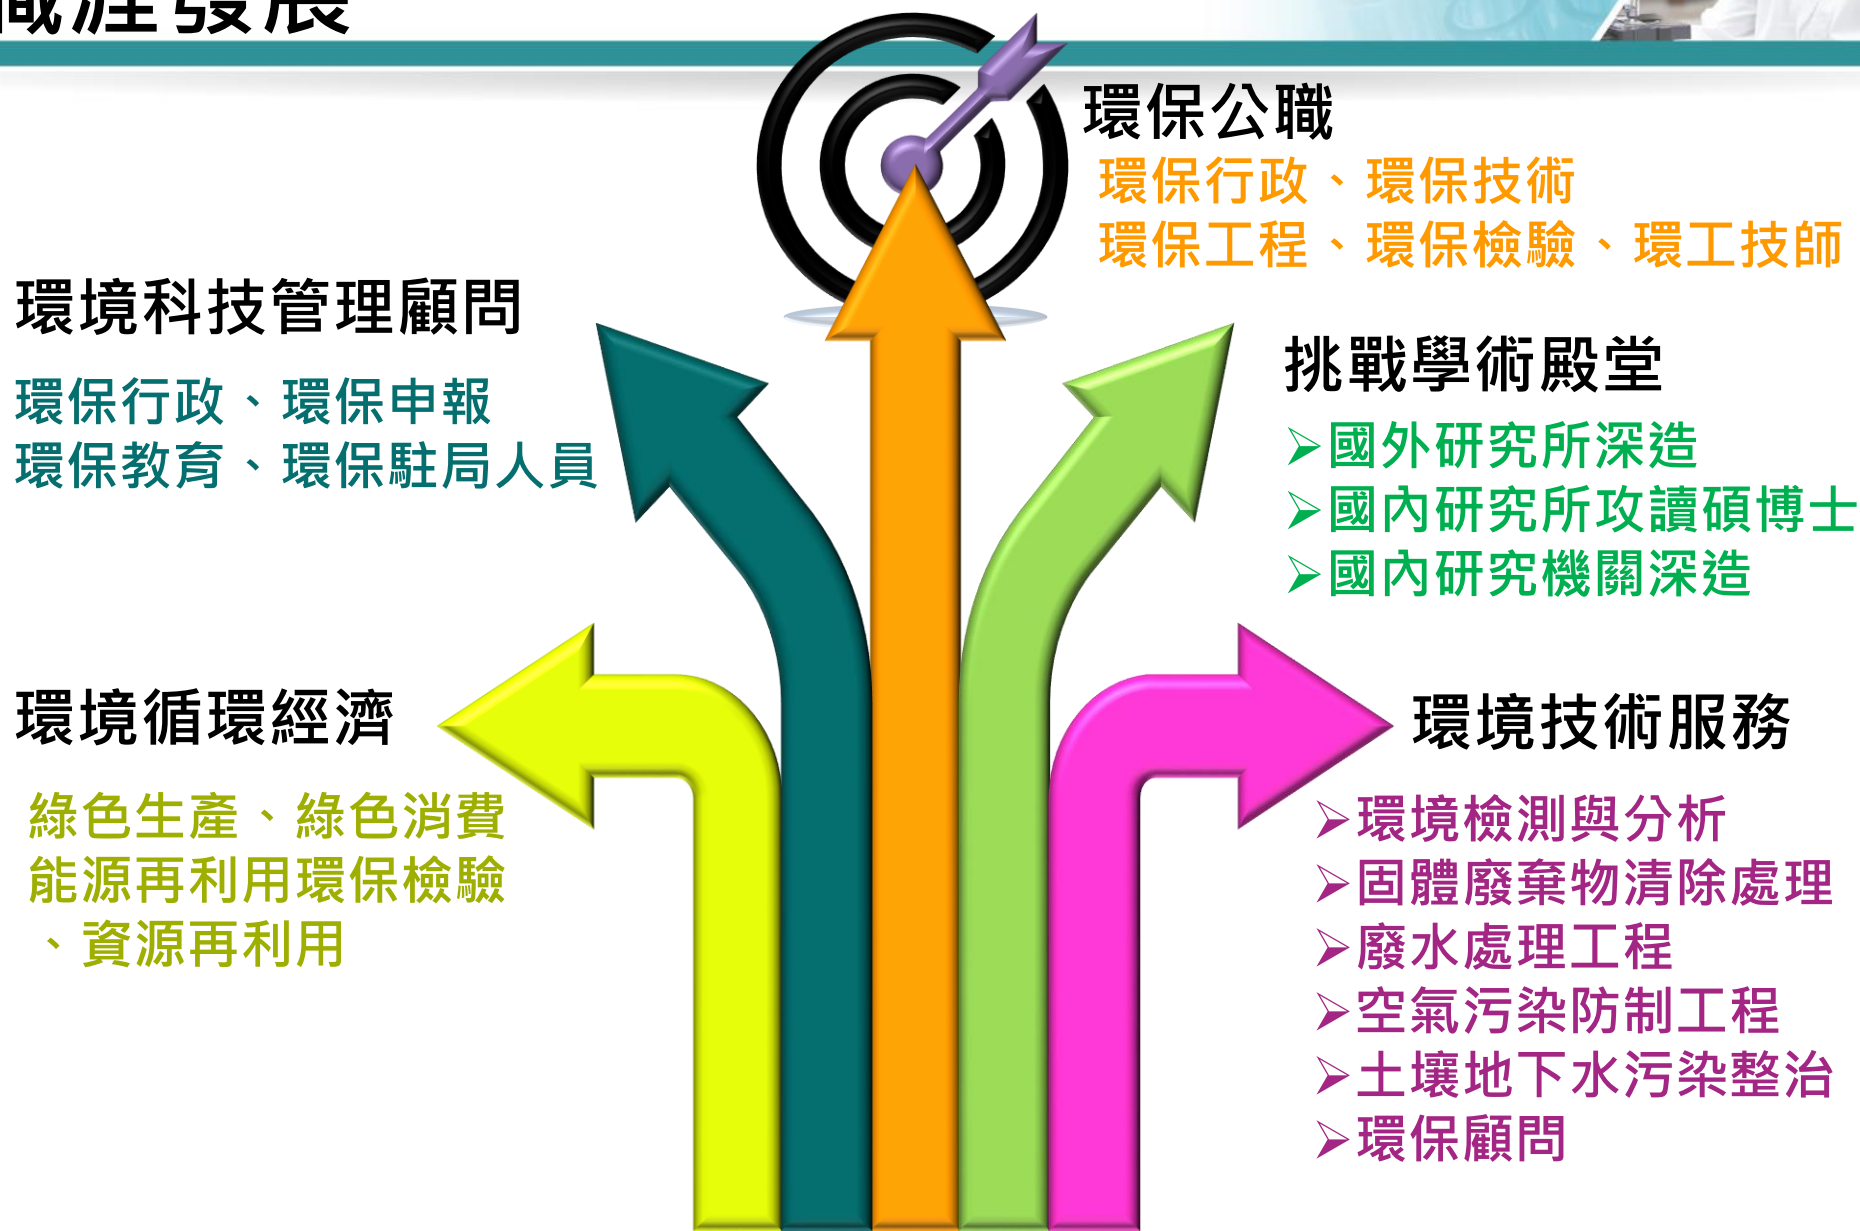 職涯發展
環保公職
環保行政、環保技術
環保工程、環保檢驗、環工技師
環境科技管理顧問
環保行政、環保申報
環保教育、環保駐局人員
挑戰學術殿堂
➢國外研究所深造
➢國內研究所攻讀碩博士
➢國內研究機關深造
環境循環經濟
綠色生產、綠色消費
能源再利用環保檢驗
、資源再利用
環境技術服務
➢環境檢測與分析
➢固體廢棄物清除處理
➢廢水處理工程
➢空氣污染防制工程
➢土壤地下水污染整治
➢環保顧問